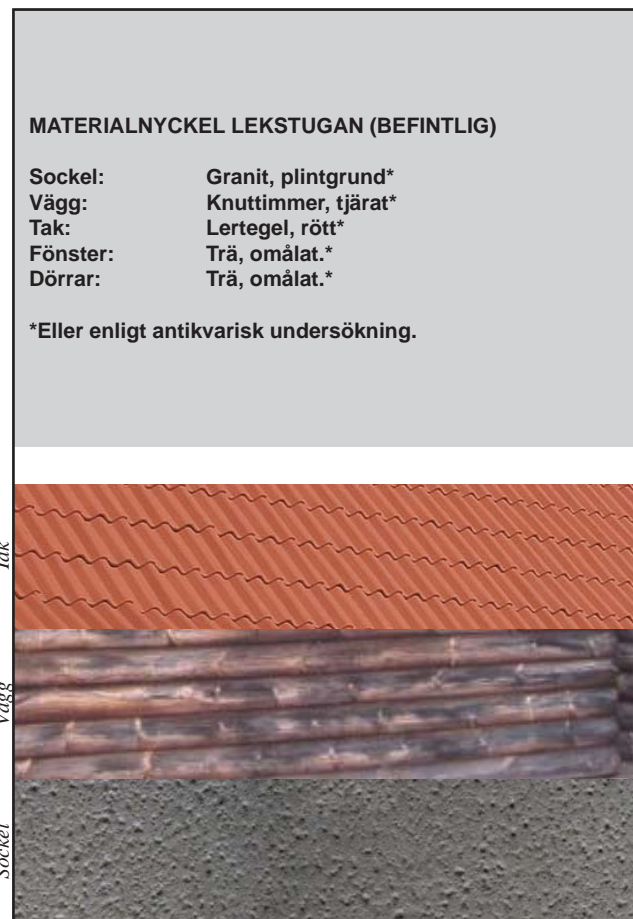 MATERIALNYCKEL LEKSTUGAN (BEFINTLIG)
Sockel: Granit, plintgrund*
Vägg: Knuttimmer, tjärat*
Tak: Lertegel, rött*
Fönster: Trä, omålat.*
Dörrar: Trä, omålat.*
*Eller enligt antikvarisk undersökning.
Tak
Vägg
Sockel